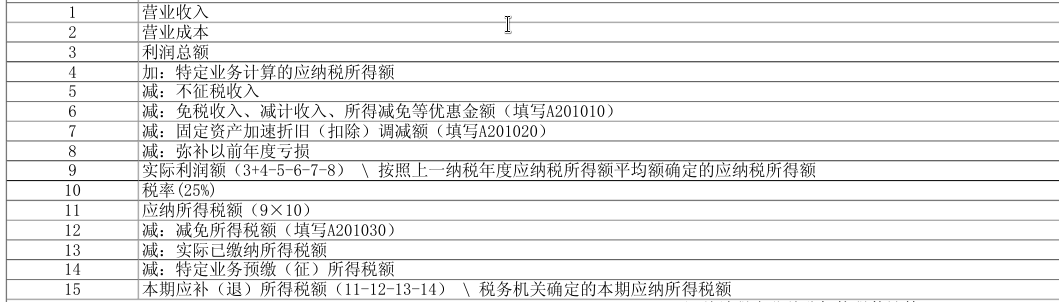 1 营业收入
2 营业成本
3 利润总额
4 加：特定业务计算的应纳税所得额
5 减：不征税收入
6 减：免税收入、减计收入、所得减免等优惠金额（填写A201010）
7 减：固定资产加速折旧（扣除）调减额（填写A201020）
8 减：弥补以前年度亏损
9 实际利润额（3+4-5-6-7-8） \ 按照上一纳税年度应纳税所得额平均额确定的应纳税所得额
10 税率(25%)
11 应纳所得税额（9×10）
12 减：减免所得税额（填写A201030）
13 减：实际已缴纳所得税额
14 减：特定业务预缴（征）所得税额
15 本期应补（退）所得税额（11-12-13-14） \ 税务机关确定的本期应纳所得税额